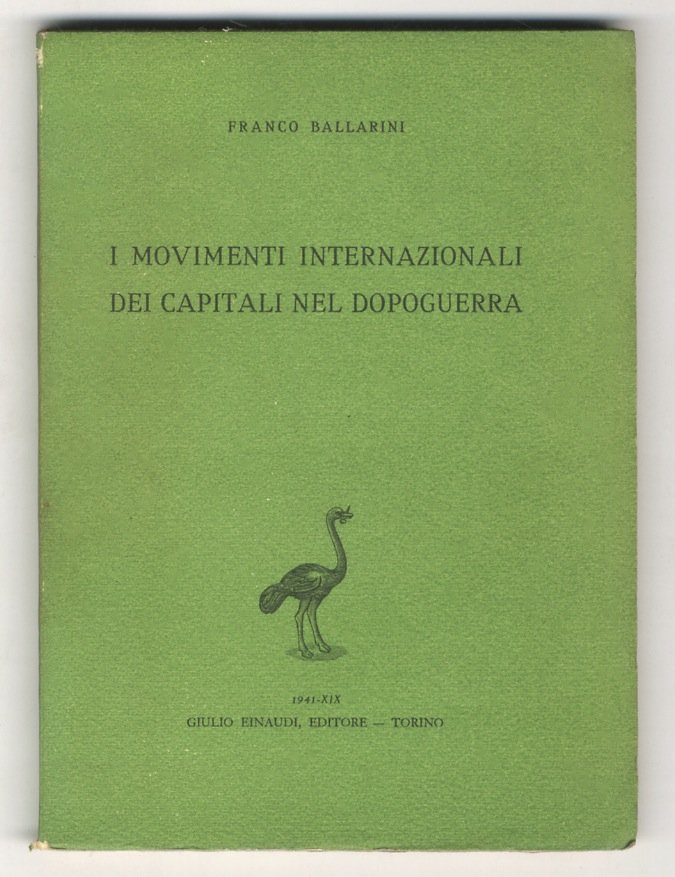 FRANCO BALLARINI
I MOVIMENTI INTERNAZIONALI
DEI CAPITALI NEL DOPOGUERRA
1941-XIX
GIULIO EINAUDI, EDITORE — TORINO